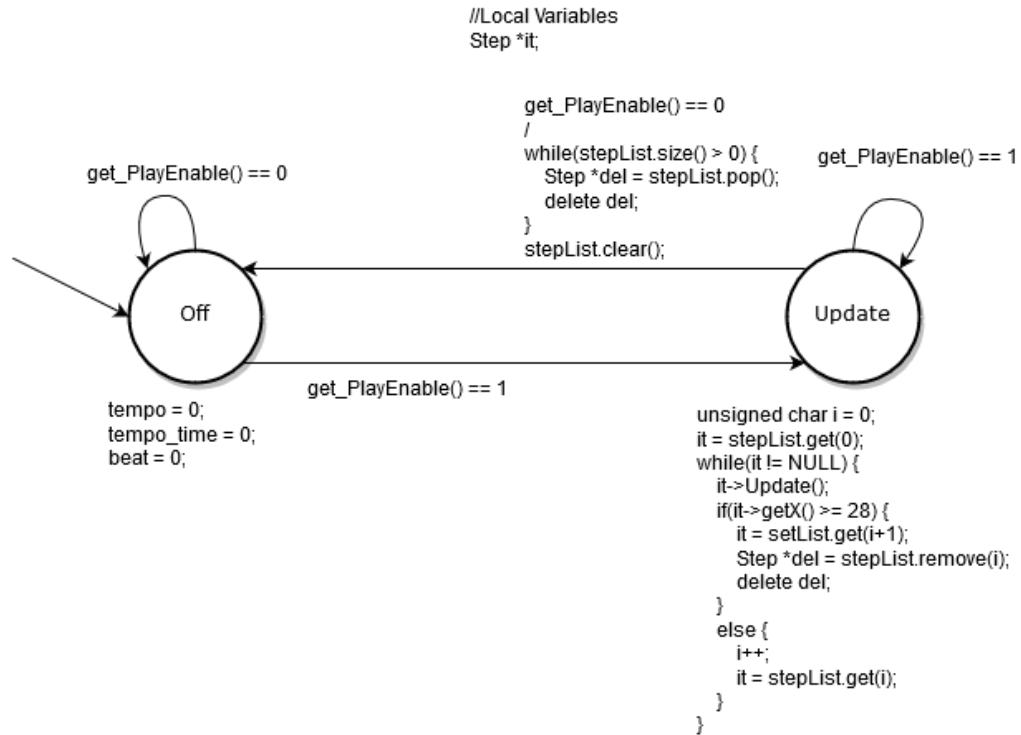 //Local Variables
Step *it;
get_PlayEnable() == 0
/
while(stepList.size() > 0) {
Step *del = stepList.pop();
delete del;
}
stepList.clear();
get_PlayEnable() == 0
get_PlayEnable() == 1
Off
Update
get_PlayEnable() == 1
tempo = 0;
tempo_time = 0;
beat = 0;
unsigned char i = 0;
it = stepList.get(0);
while(it != NULL) {
it->Update();
if(it->getX() >= 28) {
it = setList.get(i+1);
Step *del = stepList.remove(i);
delete del;
}
else {
i++;
it = stepList.get(i);
}
}